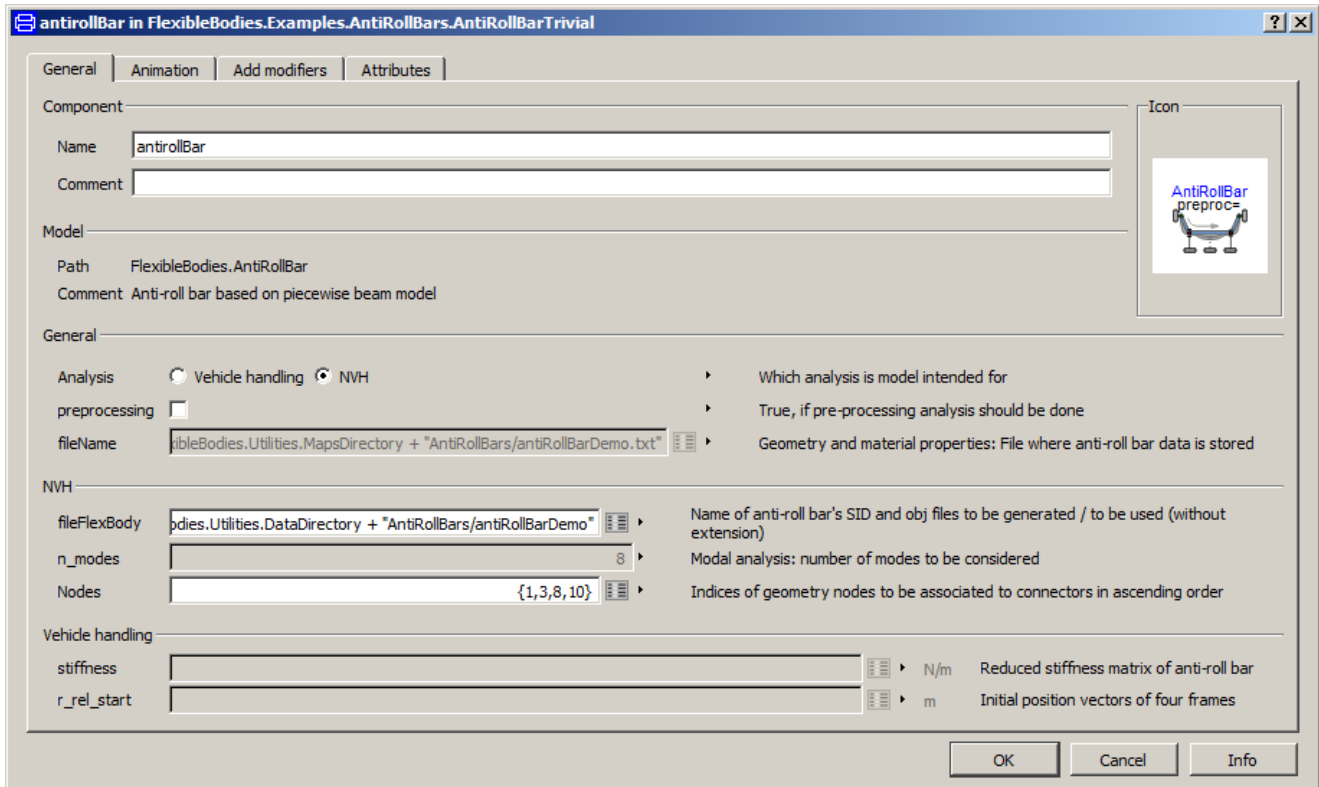 antirollBar in FlexibleBodies.Examples.AntiRollBars.AntiRollBarTrivial
General Animation Add modifiers Attributes
Component
Icon
Name antirollBar
Comment
AntiRollBar
preproc=
Model
Path FlexibleBodies.AntiRollBar
Comment Anti-roll bar based on piecewise beam model
General
Analysis Vehicle handling NVH Which analysis is model intended for
preprocessing True, if pre-processing analysis should be done
fileName xibleBodies.Utilities.MapsDirectory + "AntiRollBars/antiRollBarDemo.txt" Geometry and material properties: File where anti-roll bar data is stored
NVH
fileFlexBody odies.Utilities.DataDirectory + "AntiRollBars/antiRollBarDemo" Name of anti-roll bar's SID and obj files to be generated / to be used (without
extension)
n_modes 8 Modal analysis: number of modes to be considered
Nodes {1,3,8,10} Indices of geometry nodes to be associated to connectors in ascending order
Vehicle handling
stiffness N/m Reduced stiffness matrix of anti-roll bar
r_rel_start m Initial position vectors of four frames
OK Cancel Info